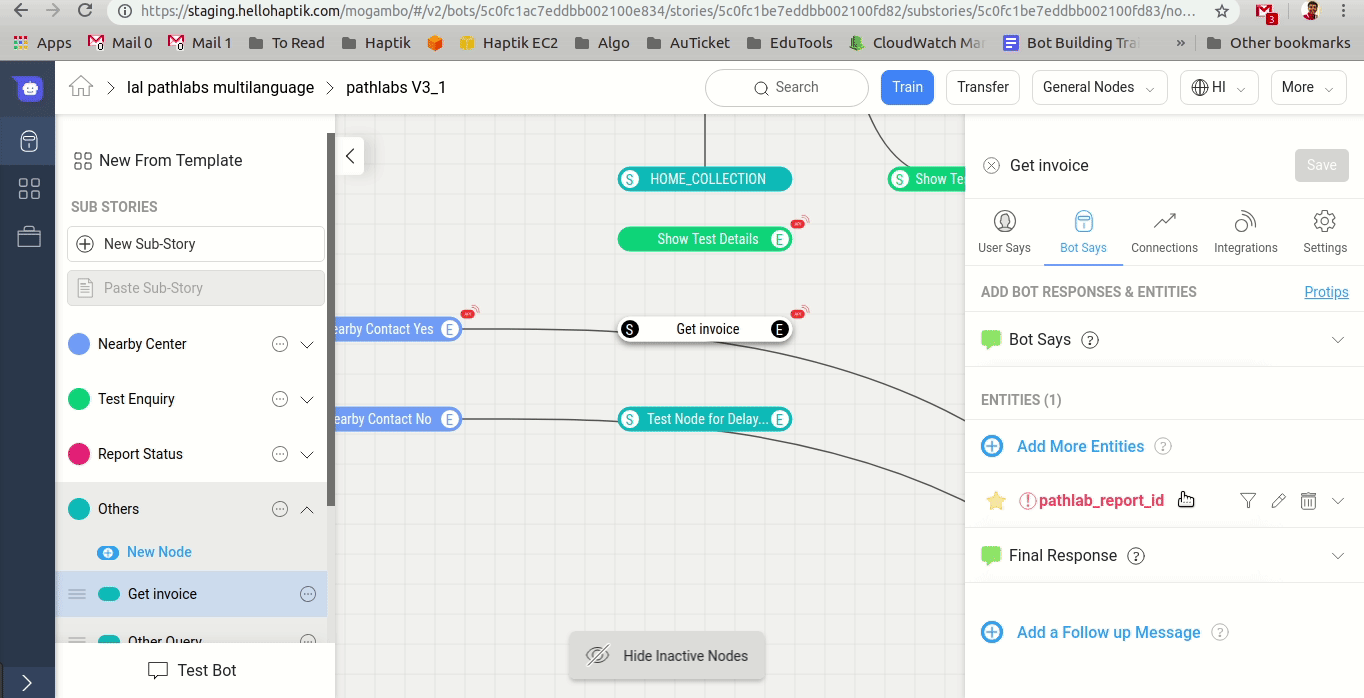 https://staging.hellohaptik.com/mogambo/#/v2/bots/5c0fc1ac7eddbb002100e834/stories/5c0fc1be7eddbb002100fd82/substories/5c0fc1be7eddbb002100fd83/no...
3
Apps Mail 0 Mail 1 To Read Haptik Haptik EC2 Algo AuTicket EduTools CloudWatch Mar Bot Building Trai » Other bookmarks
lal pathlabs multilanguage pathlabs V3_1 Search Train Transfer General Nodes HI More
New From Template
SUB STORIES
New Sub-Story
Paste Sub-Story
Nearby Center
Test Enquiry
Report Status
Others
New Node
Get invoice
Other Query
Test Bot
S HOME_COLLECTION
S Show Te
Show Test Details E
earby Contact Yes E
S Get invoice E
earby Contact No E
S Test Node for Delay... E
Hide Inactive Nodes
Get invoice Save
User Says Bot Says Connections Integrations Settings
ADD BOT RESPONSES & ENTITIES Protips
Bot Says ?
ENTITIES (1)
Add More Entities ?
! pathlab_report_id
Final Response ?
Add a Follow up Message ?